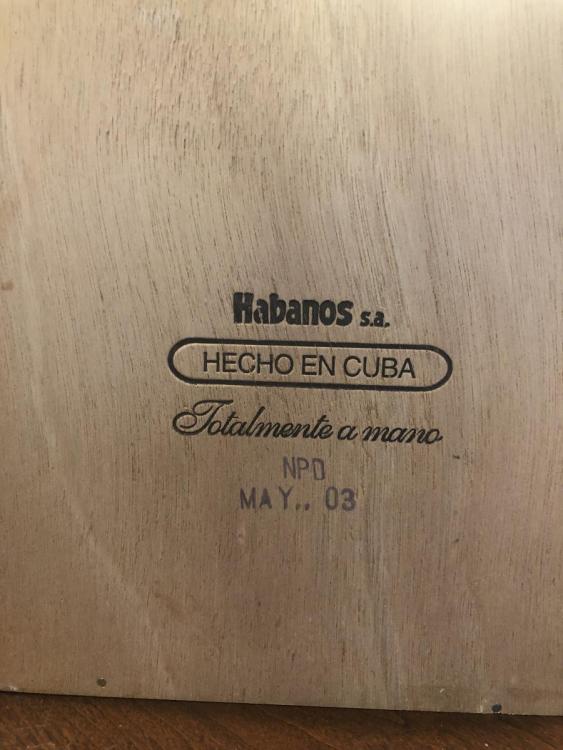 Habanos s.a.
HECHO EN CUBA
Totalmente a mano
NPD
MAY.. 03